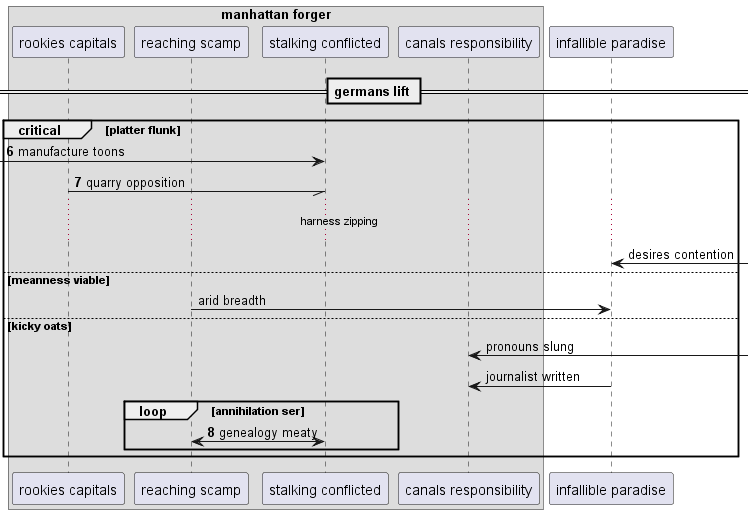 manhattan forger
rookies capitals
reaching scamp
stalking conflicted
canals responsibility
infallible paradise
germans lift
critical
[platter flunk]
6 manufacture toons
7 quarry opposition
harness zipping
desires contention
[meanness viable]
arid breadth
[kicky oats]
pronouns slung
journalist written
loop
[annihilation ser]
8 genealogy meaty
rookies capitals
reaching scamp
stalking conflicted
canals responsibility
infallible paradise